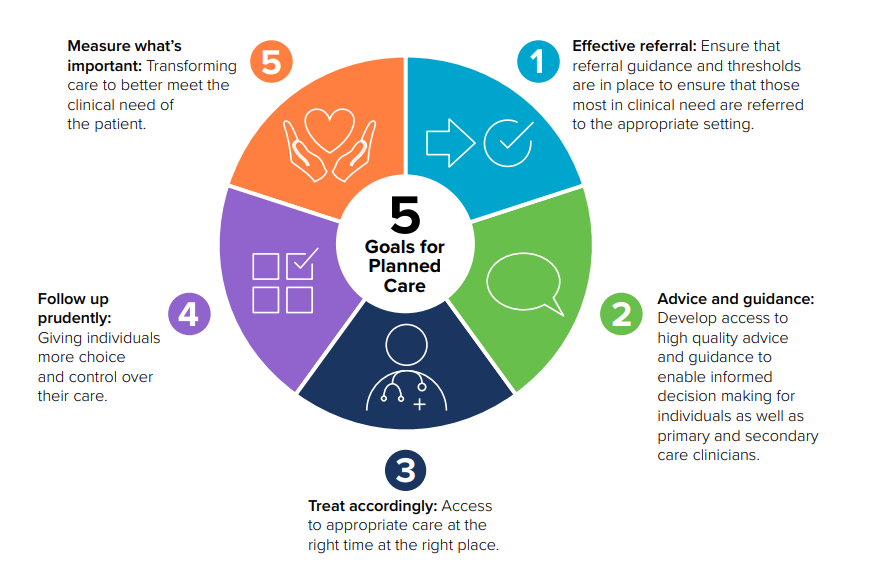 5
Goals for
Planned
Care
1
Effective referral: Ensure that
referral guidance and thresholds
are in place to ensure that those
most in clinical need are referred
to the appropriate setting.
2
Advice and guidance:
Develop access to
high quality advice
and guidance to
enable informed
decision making for
individuals as well as
primary and secondary
care clinicians.
3
Treat accordingly: Access
to appropriate care at the
right time at the right place.
4
Follow up
prudently:
Giving individuals
more choice
and control over
their care.
5
Measure what’s
important: Transforming
care to better meet the
clinical need of
the patient.